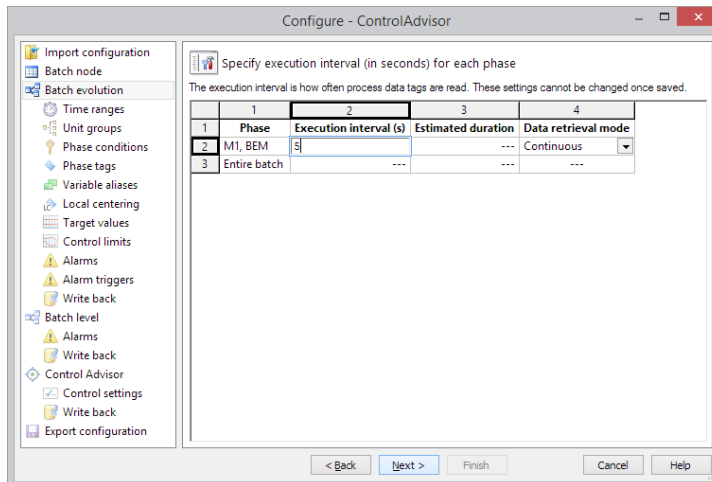 Configure - ControlAdvisor
Import configuration
Batch node
Batch evolution
Time ranges
Unit groups
Phase conditions
Phase tags
Variable aliases
Local centering
Target values
Control limits
Alarms
Alarm triggers
Write back
Batch level
Alarms
Write back
Control Advisor
Control settings
Write back
Export configuration
Specify execution interval (in seconds) for each phase
The execution interval is how often process data tags are read. These settings cannot be changed once saved.
1 2 3 4
1 Phase Execution interval (s) Estimated duration Data retrieval mode
2 M1, BEM 5 --- Continuous
3 Entire batch --- --- ---
< Back Next > Finish Cancel Help